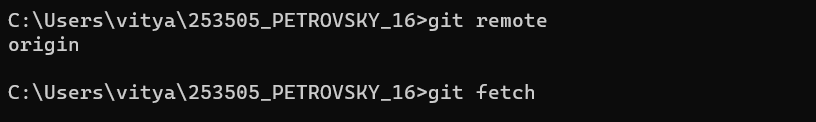 C:\Users\vitya\253505_PETROVSKY_16>git remote
origin
C:\Users\vitya\253505_PETROVSKY_16>git fetch